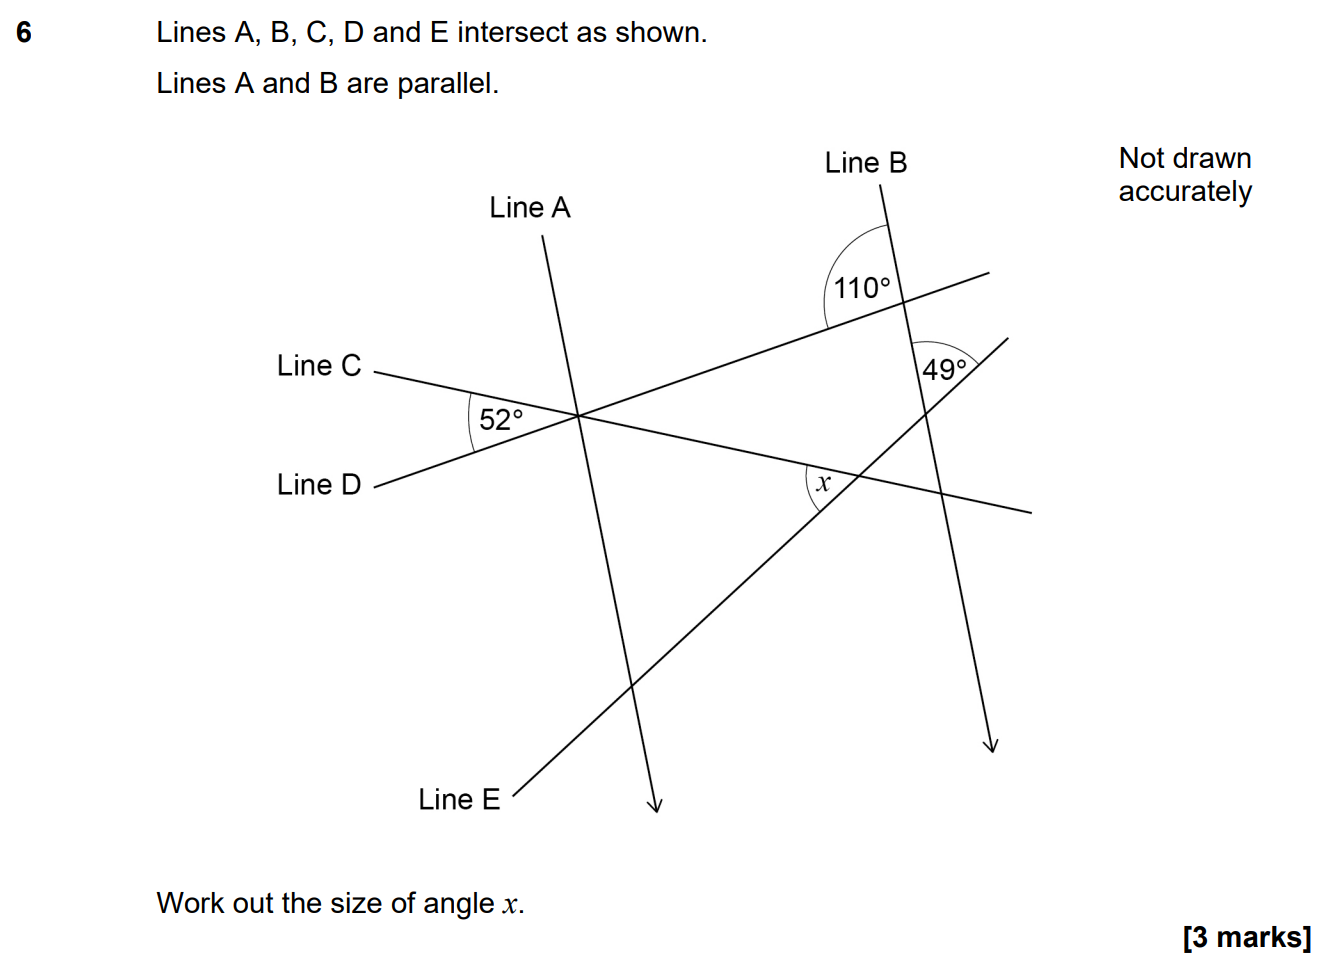 6 Lines A, B, C, D and E intersect as shown.
Lines A and B are parallel.
Not drawn
accurately
Line B
Line A
110°
Line C
49°
52°
Line D
x
Line E
Work out the size of angle x.
[3 marks]